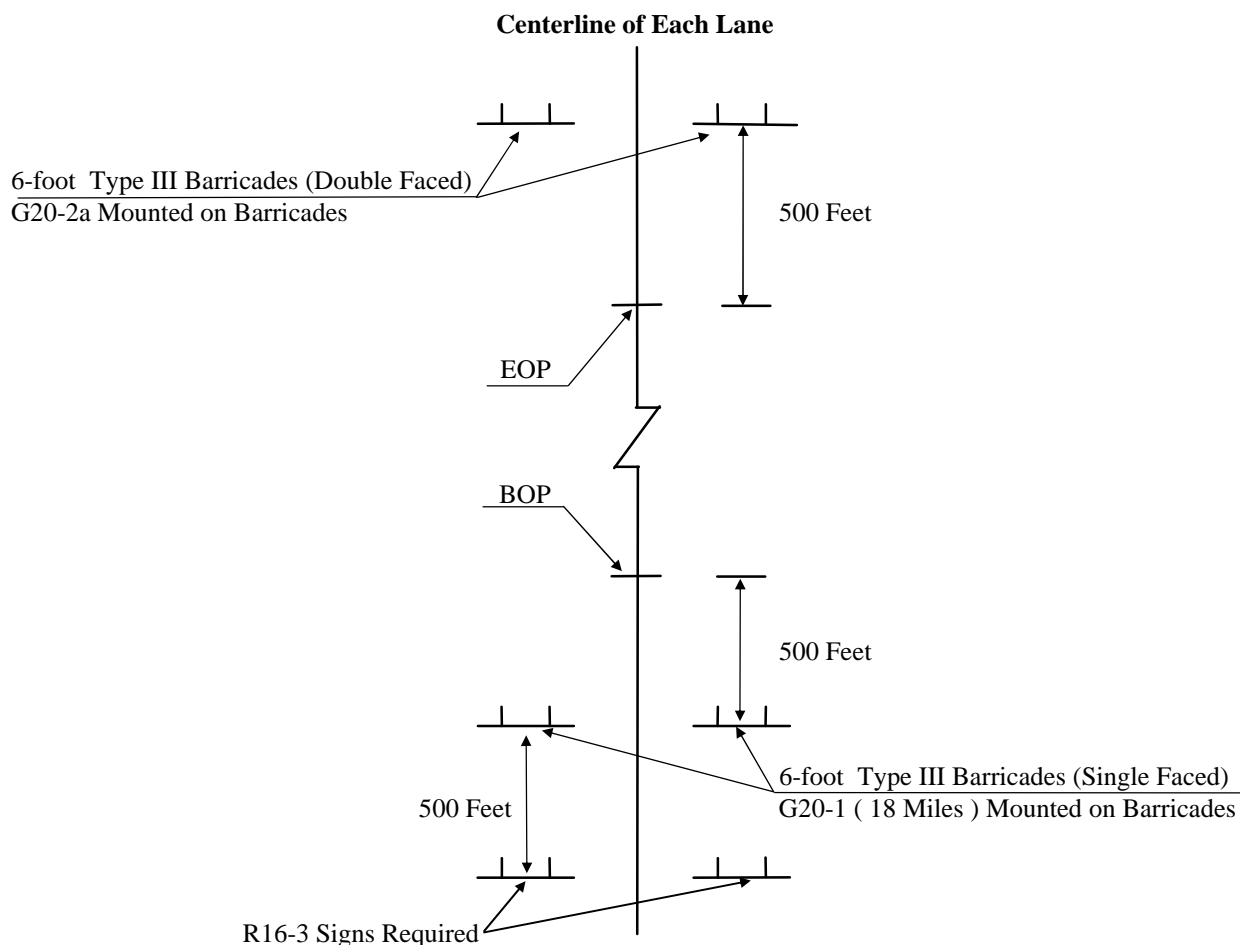 Centerline of Each Lane
6-foot Type III Barricades (Double Faced)
G20-2a Mounted on Barricades
500 Feet
EOP
BOP
500 Feet
6-foot Type III Barricades (Single Faced)
G20-1 ( 18 Miles ) Mounted on Barricades
500 Feet
R16-3 Signs Required